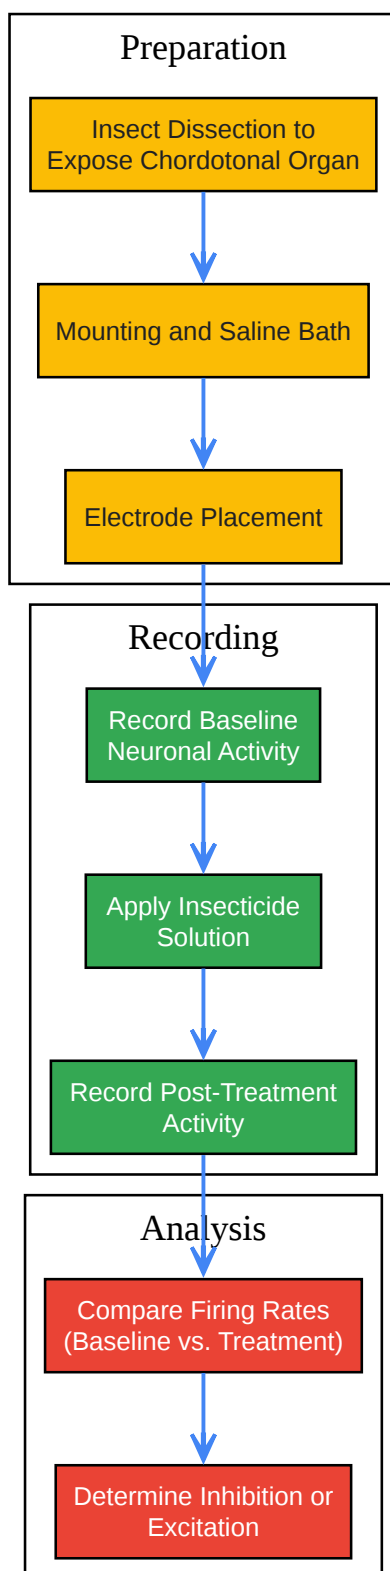 Preparation
Insect Dissection to
Expose Chordotonal Organ
Mounting and Saline Bath
Electrode Placement
Recording
Record Baseline
Neuronal Activity
Apply Insecticide
Solution
Record Post-Treatment
Activity
Analysis
Compare Firing Rates
(Baseline vs. Treatment)
Determine Inhibition or
Excitation